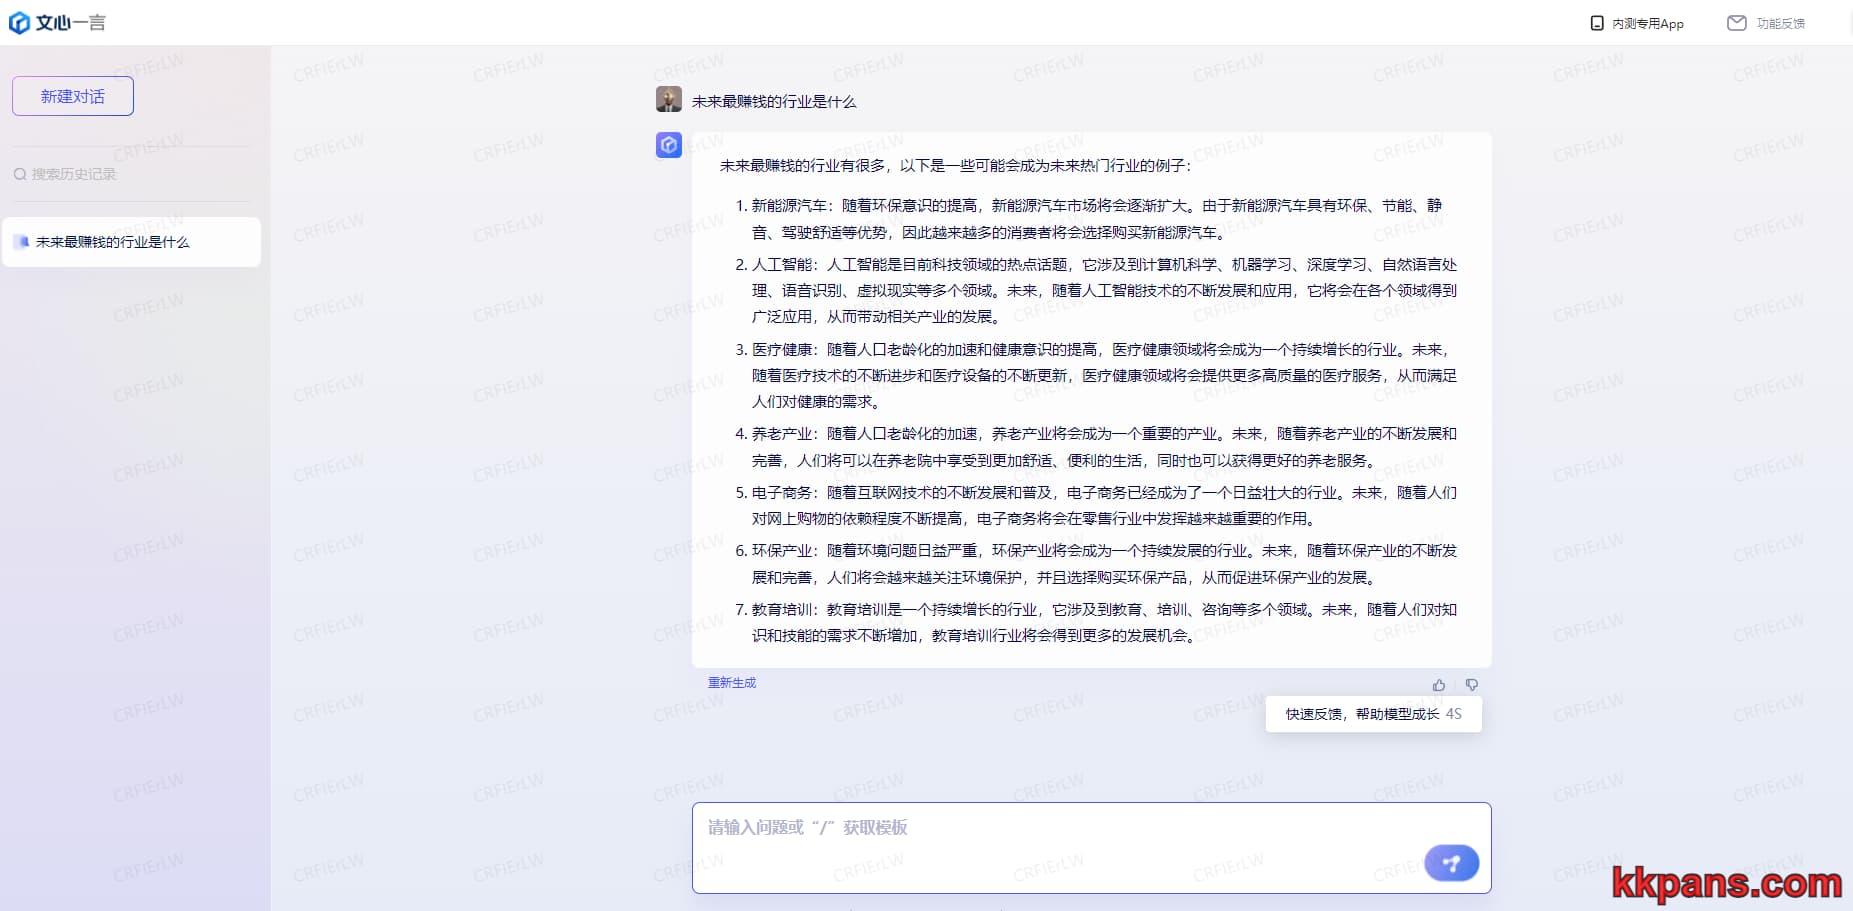 文心一言
内测专用App
功能反馈
新建对话
搜索历史记录
未来最赚钱的行业是什么
未来最赚钱的行业是什么
未来最赚钱的行业有很多，以下是一些可能会成为未来热门行业的例子：
1. 新能源汽车：随着环保意识的提高，新能源汽车市场将会逐渐扩大。由于新能源汽车具有环保、节能、静
音、驾驶舒适等优势，因此越来越多的消费者将会选择购买新能源汽车。
2. 人工智能：人工智能是目前科技领域的热点话题，它涉及到计算机科学、机器学习、深度学习、自然语言处
理、语音识别、虚拟现实等多个领域。未来，随着人工智能技术的不断发展和应用，它将会在各个领域得到
广泛应用，从而带动相关产业的发展。
3. 医疗健康：随着人口老龄化的加速和健康意识的提高，医疗健康领域将会成为一个持续增长的行业。未来，
随着医疗技术的不断进步和医疗设备的不断更新，医疗健康领域将会提供更多高质量的医疗服务，从而满足
人们对健康的需求。
4. 养老产业：随着人口老龄化的加速，养老产业将会成为一个重要的产业。未来，随着养老产业的不断发展和
完善，人们将可以在养老院中享受到更加舒适、便利的生活，同时也可以获得更好的养老服务。
5. 电子商务：随着互联网技术的不断发展和普及，电子商务已经成为了一个日益壮大的行业。未来，随着人们
对网上购物的依赖程度不断提高，电子商务将会在零售行业中发挥越来越重要的作用。
6. 环保产业：随着环境问题日益严重，环保产业将会成为一个持续发展的行业。未来，随着环保产业的不断发
展和完善，人们将会越来越关注环境保护，并且选择购买环保产品，从而促进环保产业的发展。
7. 教育培训：教育培训是一个持续增长的行业，它涉及到教育、培训、咨询等多个领域。未来，随着人们对知
识和技能的需求不断增加，教育培训行业将会得到更多的发展机会。
重新生成
快速反馈，帮助模型成长 4S
请输入问题或“/”获取模板
CRFIErLW
kkpans.com